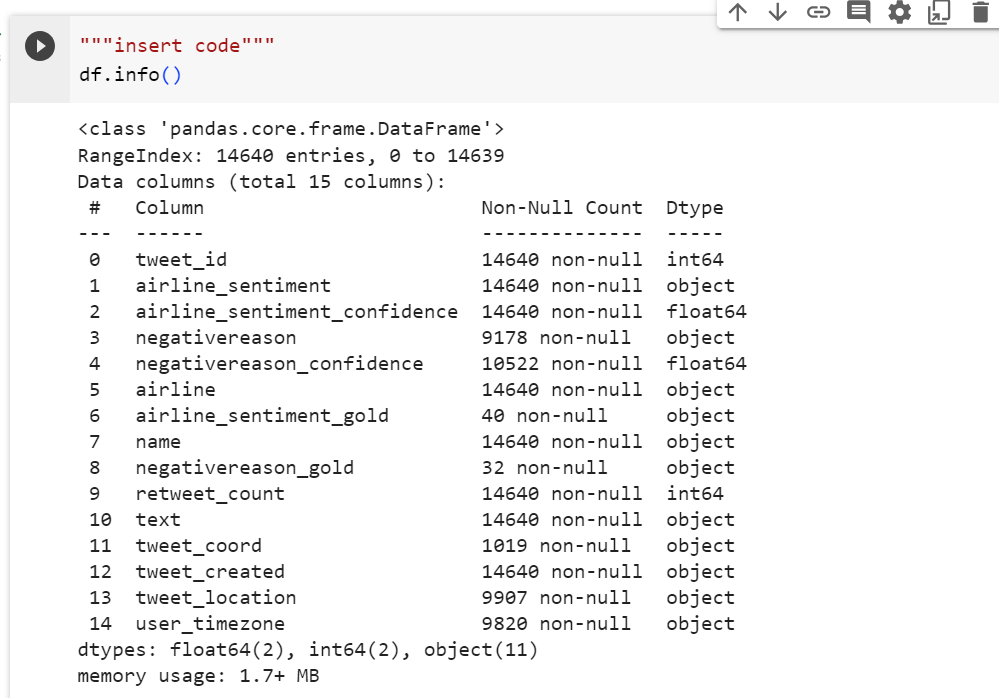 """insert code"""
df.info()
<class 'pandas.core.frame.DataFrame'>
RangeIndex: 14640 entries, 0 to 14639
Data columns (total 15 columns):
 #   Column                        Non-Null Count  Dtype
---  ------                        --------------  -----
 0   tweet_id                      14640 non-null  int64
 1   airline_sentiment             14640 non-null  object
 2   airline_sentiment_confidence  14640 non-null  float64
 3   negativereason                9178 non-null   object
 4   negativereason_confidence     10522 non-null  float64
 5   airline                       14640 non-null  object
 6   airline_sentiment_gold        40 non-null     object
 7   name                          14640 non-null  object
 8   negativereason_gold           32 non-null     object
 9   retweet_count                 14640 non-null  int64
 10  text                          14640 non-null  object
 11  tweet_coord                   1019 non-null   object
 12  tweet_created                 14640 non-null  object
 13  tweet_location                9907 non-null   object
 14  user_timezone                 9820 non-null   object
dtypes: float64(2), int64(2), object(11)
memory usage: 1.7+ MB